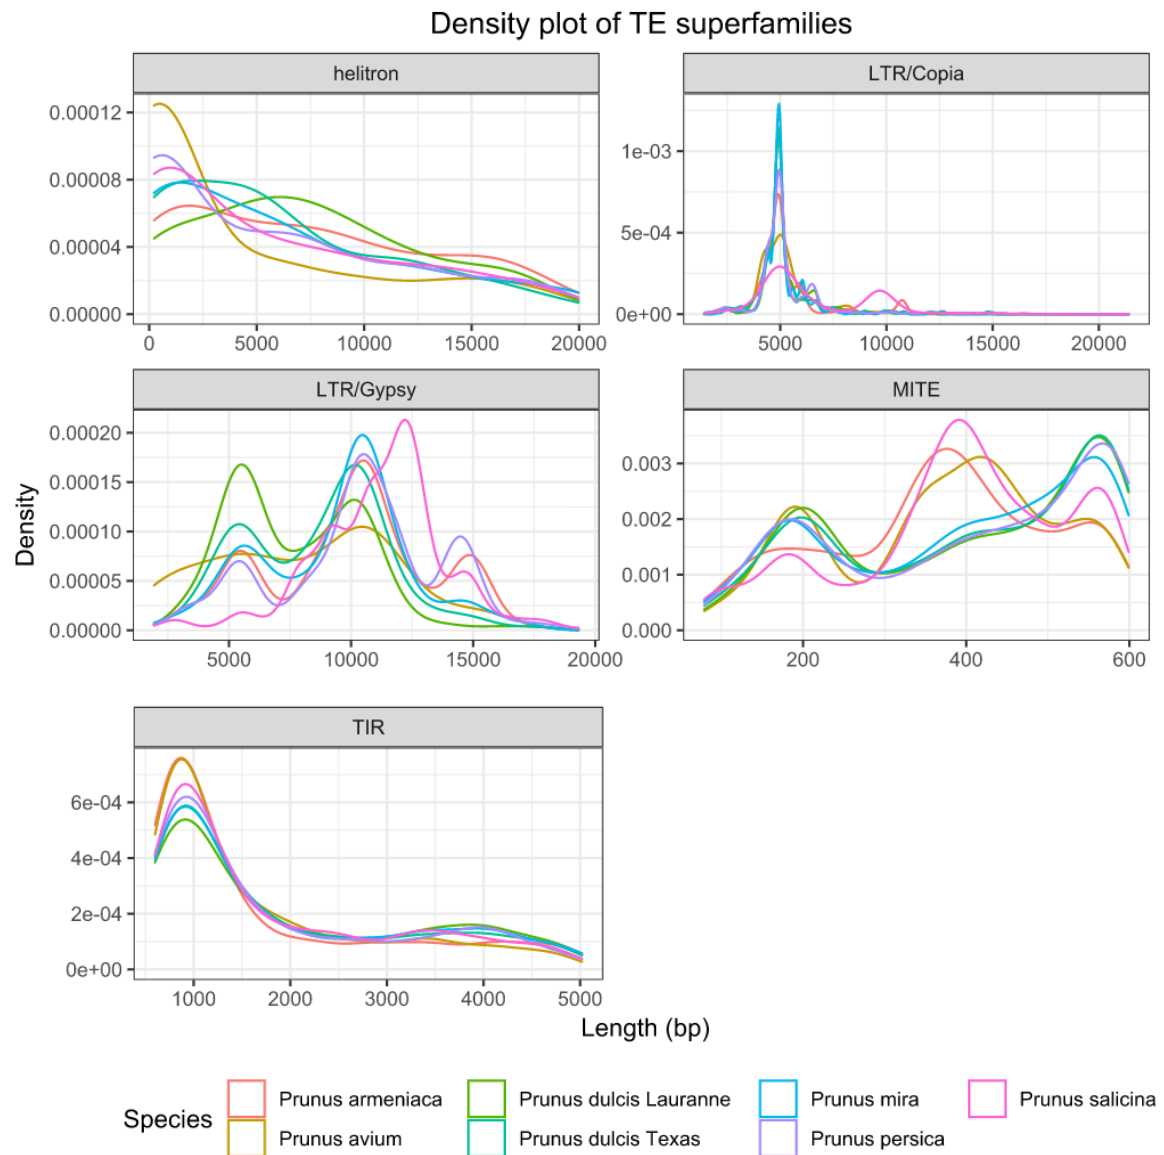 Density plot of TE superfamilies
helitron
LTR/Copia
0.00012
0.00008
0.00004
0.00000
0 5000 10000 15000 20000
1e-03
5e-04
0e+00
5000 10000 15000 20000
LTR/Gypsy
MITE
0.00020
0.00015
0.00010
0.00005
0.00000
5000 10000 15000 20000
0.003
0.002
0.001
0.000
200 400 600
Density
TIR
6e-04
4e-04
2e-04
0e+00
1000 2000 3000 4000 5000
Length (bp)
Species
Prunus armeniaca Prunus dulcis Lauranne Prunus mira Prunus salicina
Prunus avium Prunus dulcis Texas Prunus persica